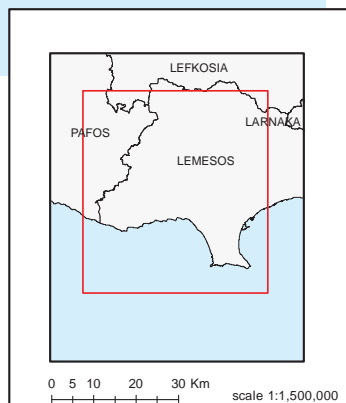 LEFKOSIA
PAFOS
LARNAKA
LEMESOS
0 5 10 20 30 Km
scale 1:1,500,000